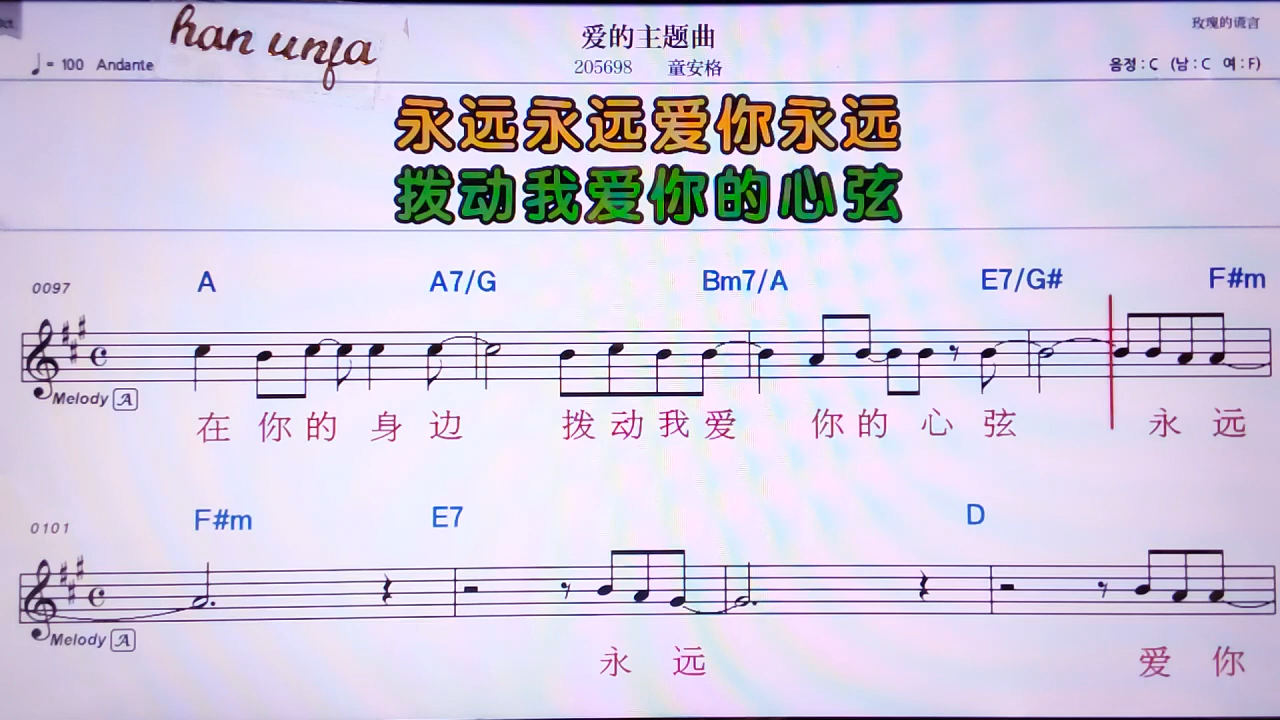 han unfa
爱的主题曲
玫瑰的谎言
♩= 100 Andante
205698 童安格
음정 : C (남 : C 여 : F)
永远永远爱你永远
拨动我爱你的心弦
0097 A A7/G Bm7/A E7/G# F#m
Melody A
在你的身边 拨动我爱你的心弦 永远
0101 F#m E7 D
Melody A
永远 爱你